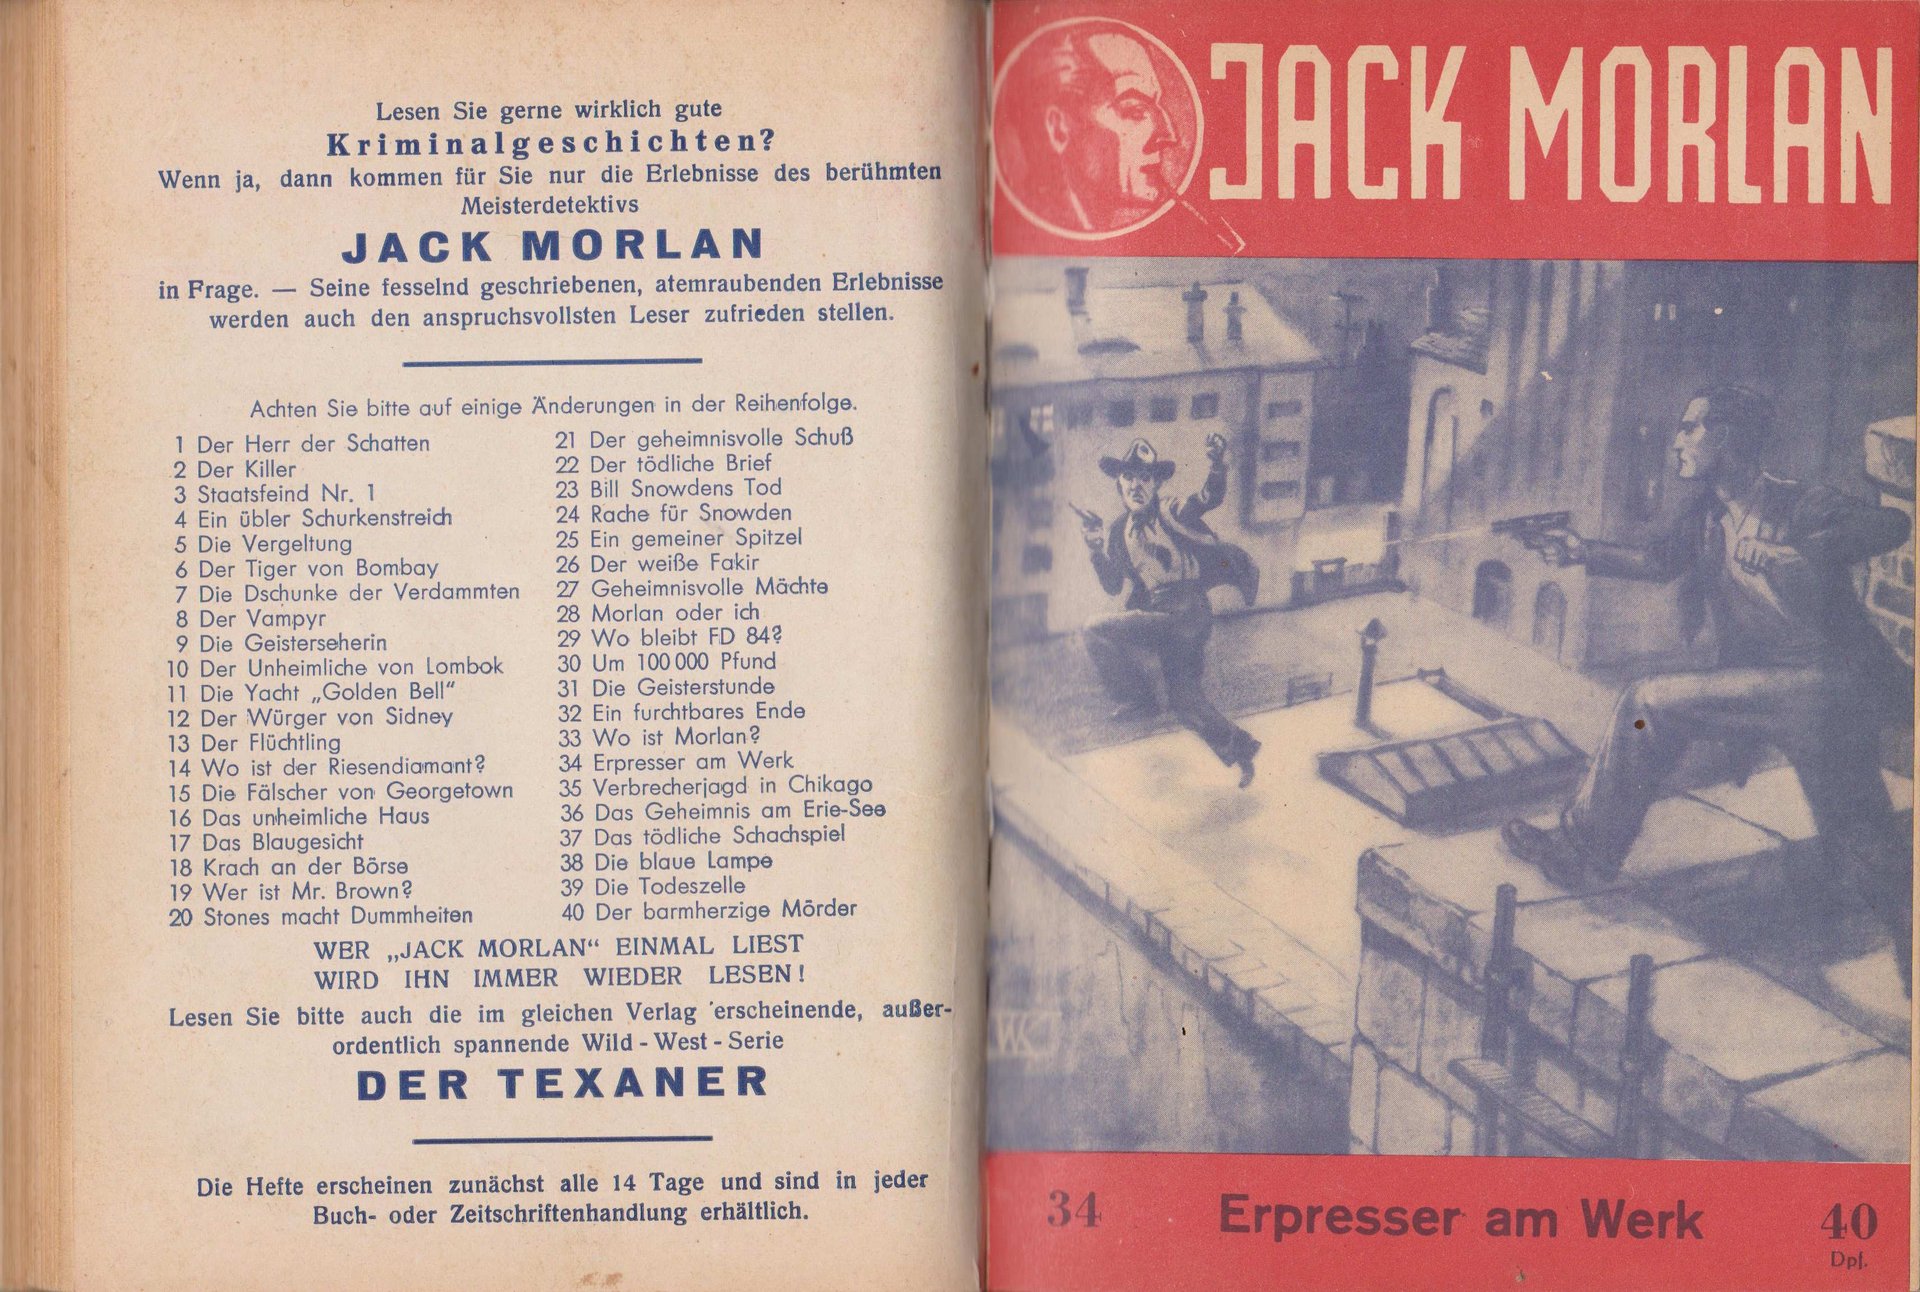 Lesen Sie gerne wirklich gute
Kriminalgeschichten?
Wenn ja, dann kommen für Sie nur die Erlebnisse des berühmten
Meisterdetektivs
JACK MORLAN
in Frage. — Seine fesselnd geschriebenen, atemraubenden Erlebnisse
werden auch den anspruchsvollsten Leser zufrieden stellen.
Achten Sie bitte auf einige Änderungen in der Reihenfolge.
1 Der Herr der Schatten
2 Der Killer
3 Staatsfeind Nr. 1
4 Ein übler Schurkenstreich
5 Die Vergeltung
6 Der Tiger von Bombay
7 Die Dschunke der Verdammten
8 Der Vampyr
9 Die Geisterseherin
10 Der Unheimliche von Lombok
11 Die Yacht „Golden Bell“
12 Der Würger von Sidney
13 Der Flüchtling
14 Wo ist der Riesendiamant?
15 Die Fälscher von Georgetown
16 Das unheimliche Haus
17 Das Blaugesicht
18 Krach an der Börse
19 Wer ist Mr. Brown?
20 Stones macht Dummheiten
21 Der geheimnisvolle Schuß
22 Der tödliche Brief
23 Bill Snowdens Tod
24 Rache für Snowden
25 Ein gemeiner Spitzel
26 Der weiße Fakir
27 Geheimnisvolle Mächte
28 Morlan oder ich
29 Wo bleibt FD 84?
30 Um 100 000 Pfund
31 Die Geisterstunde
32 Ein furchtbares Ende
33 Wo ist Morlan?
34 Erpresser am Werk
35 Verbrecherjagd in Chikago
36 Das Geheimnis am Erie-See
37 Das tödliche Schachspiel
38 Die blaue Lampe
39 Die Todeszelle
40 Der barmherzige Mörder
WER „JACK MORLAN“ EINMAL LIEST
WIRD IHN IMMER WIEDER LESEN!
Lesen Sie bitte auch die im gleichen Verlag erscheinende, außer-
ordentlich spannende Wild - West - Serie
DER TEXANER
Die Hefte erscheinen zunächst alle 14 Tage und sind in jeder
Buch- oder Zeitschriftenhandlung erhältlich.
JACK MORLAN
34 Erpresser am Werk 40
Dpf.